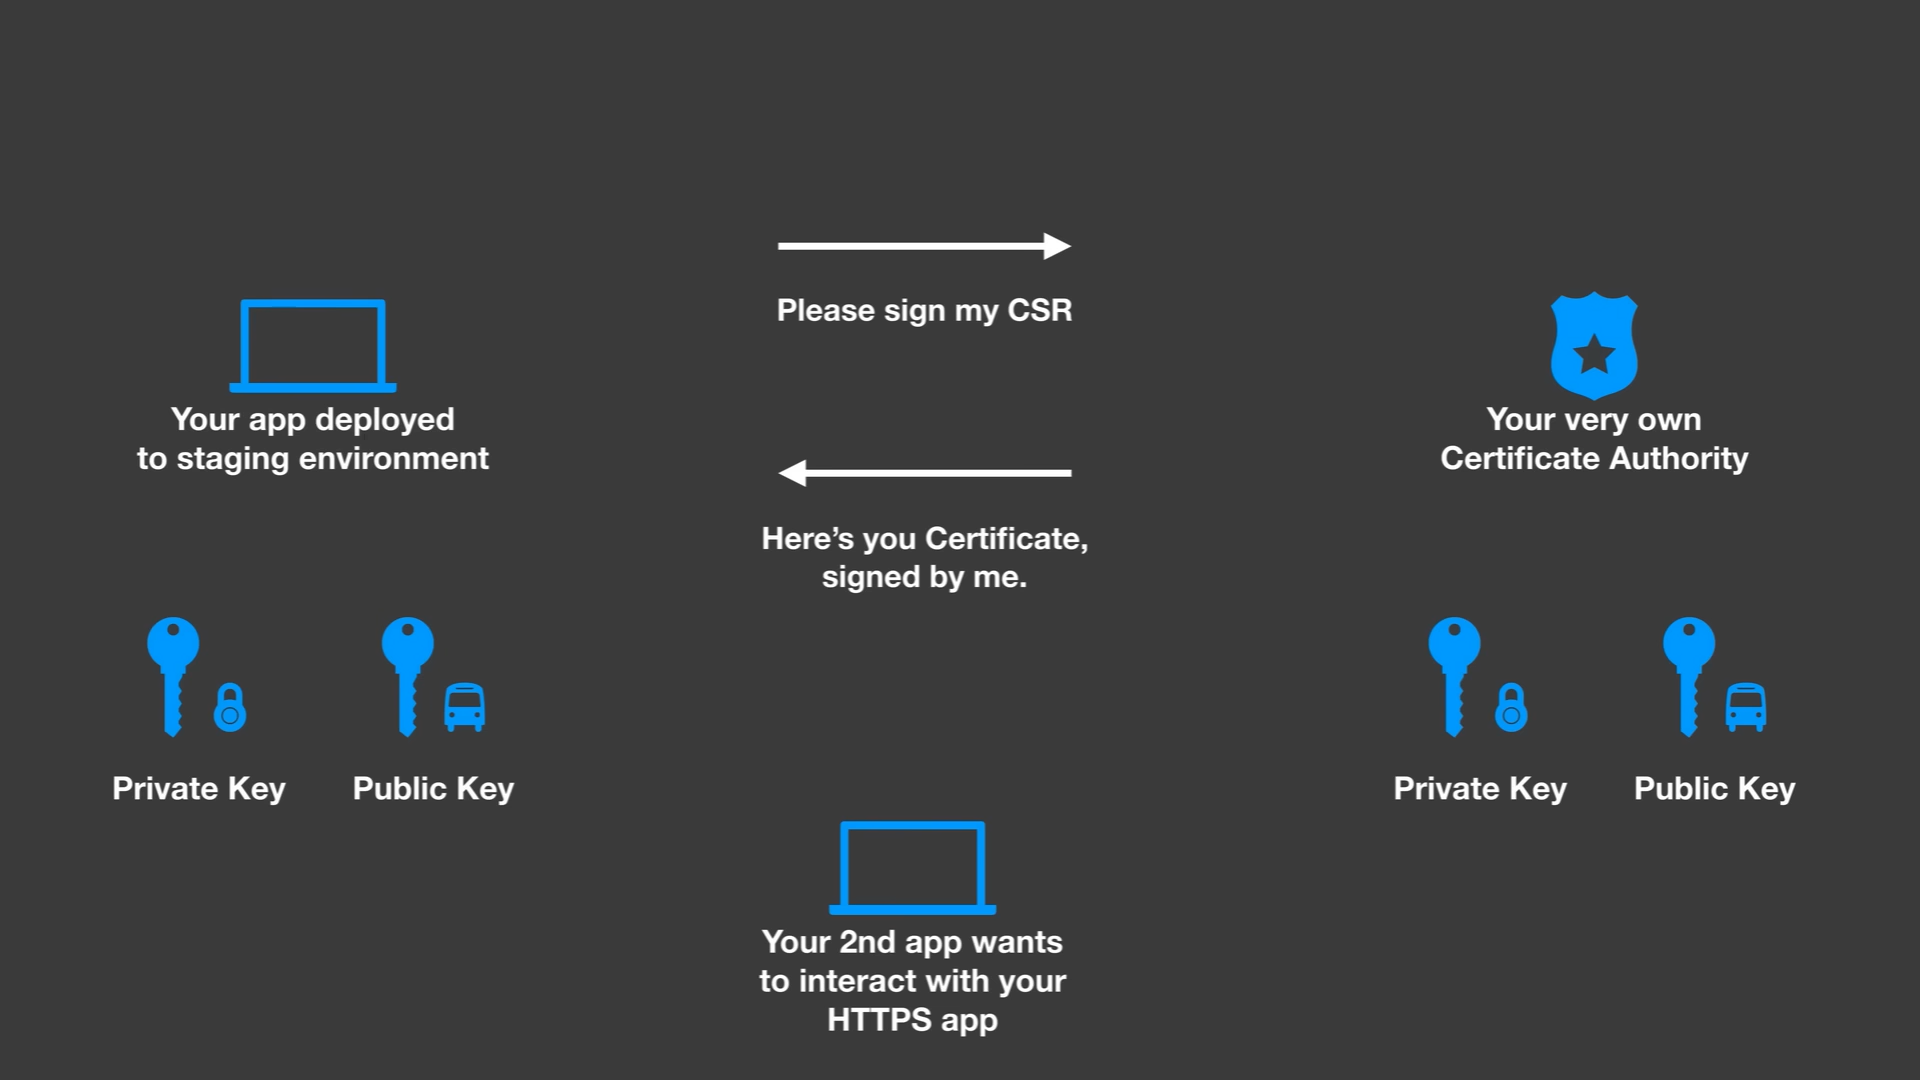 Please sign my CSR
Your app deployed
to staging environment
Your very own
Certificate Authority
Here's you Certificate,
signed by me.
Private Key
Public Key
Private Key
Public Key
Your 2nd app wants
to interact with your
HTTPS app